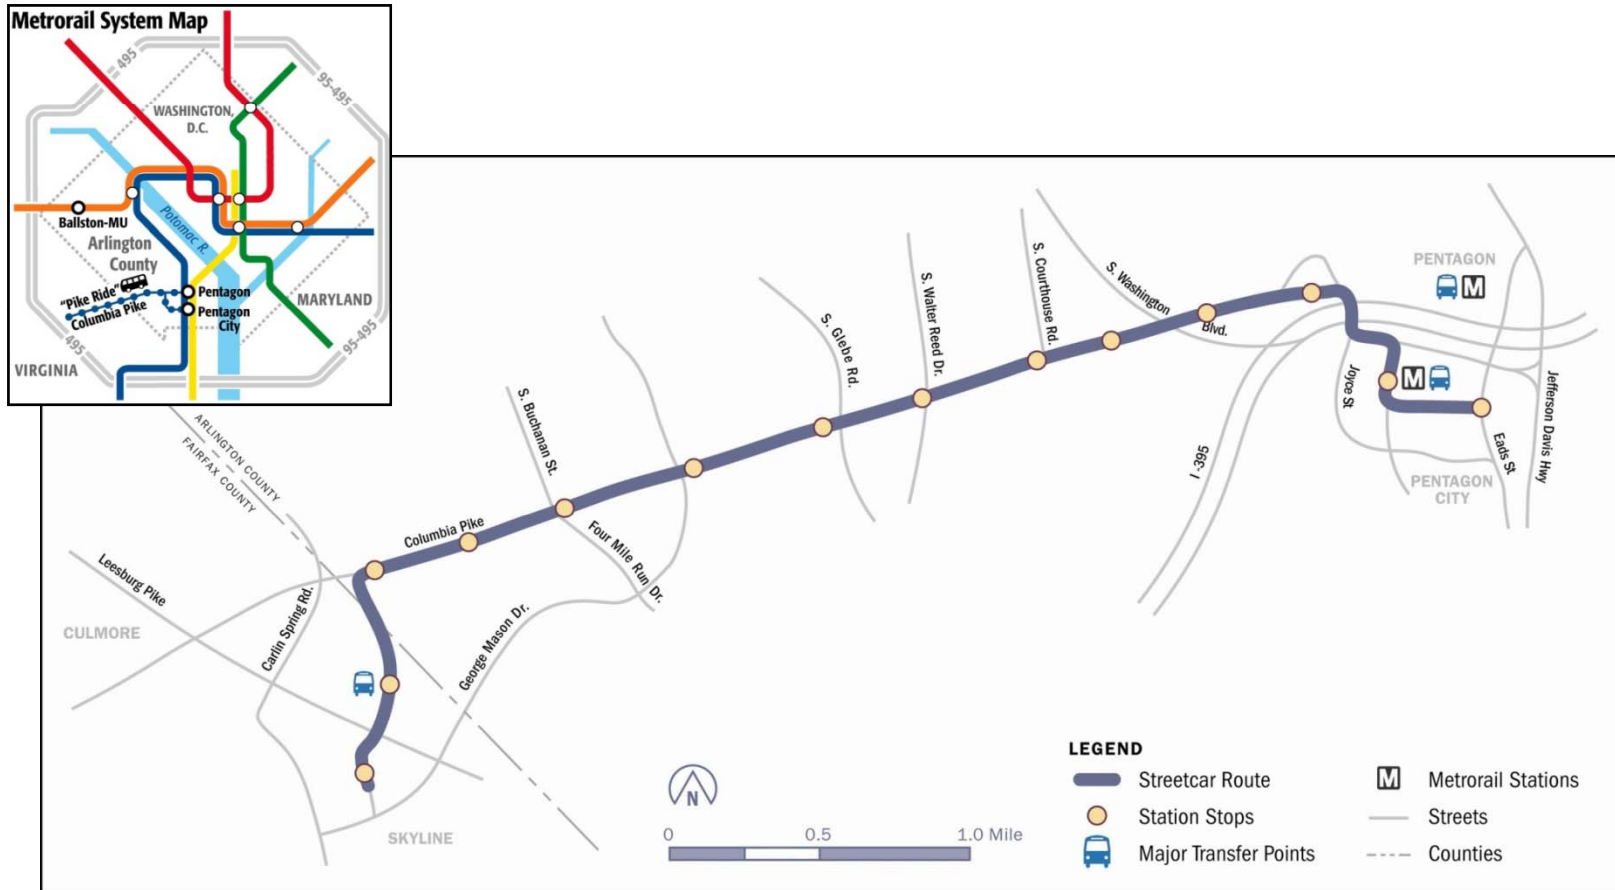 Metrorail System Map
495
95-495
WASHINGTON,
D.C.
Potomac R.
Ballston-MU
Arlington
County
"Pike Ride"
Columbia Pike
Pentagon
Pentagon
City
MARYLAND
495
95-495
VIRGINIA
ARLINGTON COUNTY
FAIRFAX COUNTY
Leesburg Pike
CULMORE
Carlin Spring Rd.
Columbia Pike
S. Buchanan St.
Four Mile Run Dr.
George Mason Dr.
SKYLINE
S. Glebe Rd.
S. Walter Reed Dr.
S. Courthouse Rd.
S. Washington
Blvd.
I-395
Joyce St
PENTAGON
M
M
Eads St
Jefferson Davis Hwy
PENTAGON
CITY
N
0 0.5 1.0 Mile
LEGEND
Streetcar Route
Station Stops
Major Transfer Points
M Metrorail Stations
Streets
Counties